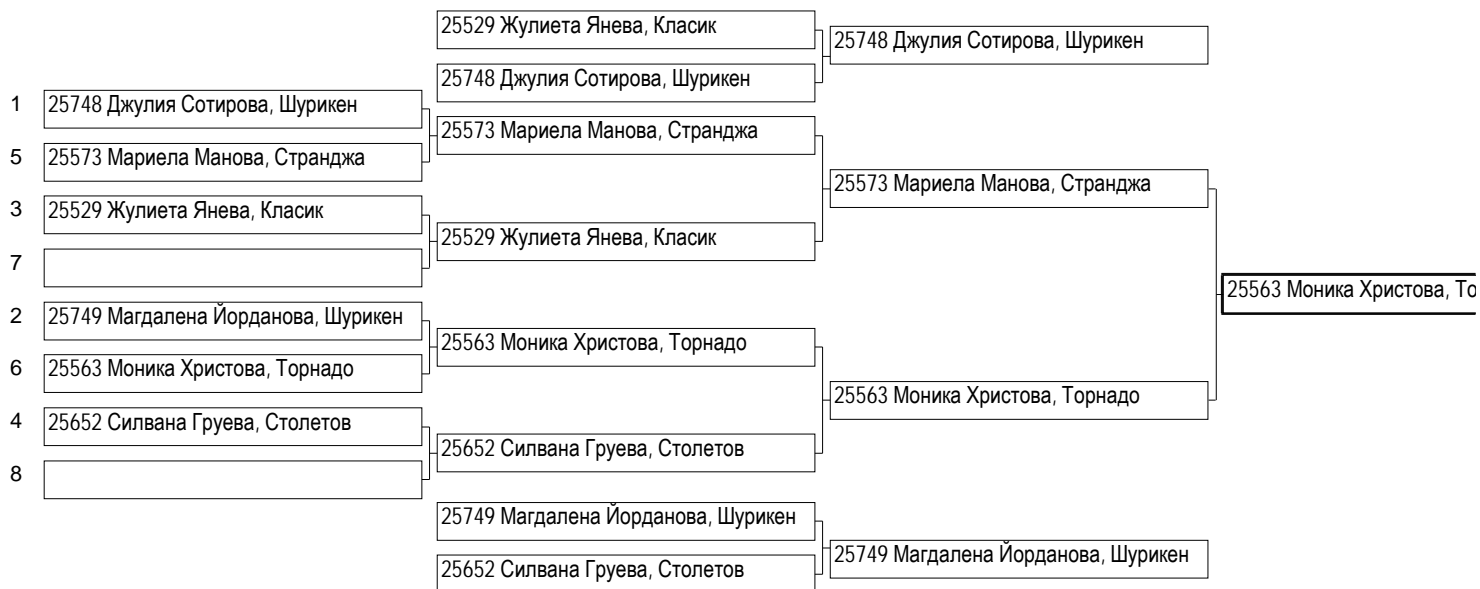 25529 Жулиета Янева, Класик
25748 Джулия Сотирова, Шурикен
25748 Джулия Сотирова, Шурикен
1 25748 Джулия Сотирова, Шурикен
25573 Мариела Манова, Странджа
5 25573 Мариела Манова, Странджа
25573 Мариела Манова, Странджа
3 25529 Жулиета Янева, Класик
25529 Жулиета Янева, Класик
7
25563 Моника Христова, То
2 25749 Магдалена Йорданова, Шурикен
25563 Моника Христова, Торнадо
6 25563 Моника Христова, Торнадо
25563 Моника Христова, Торнадо
4 25652 Силвана Груева, Столетов
25652 Силвана Груева, Столетов
8
25749 Магдалена Йорданова, Шурикен
25749 Магдалена Йорданова, Шурикен
25652 Силвана Груева, Столетов